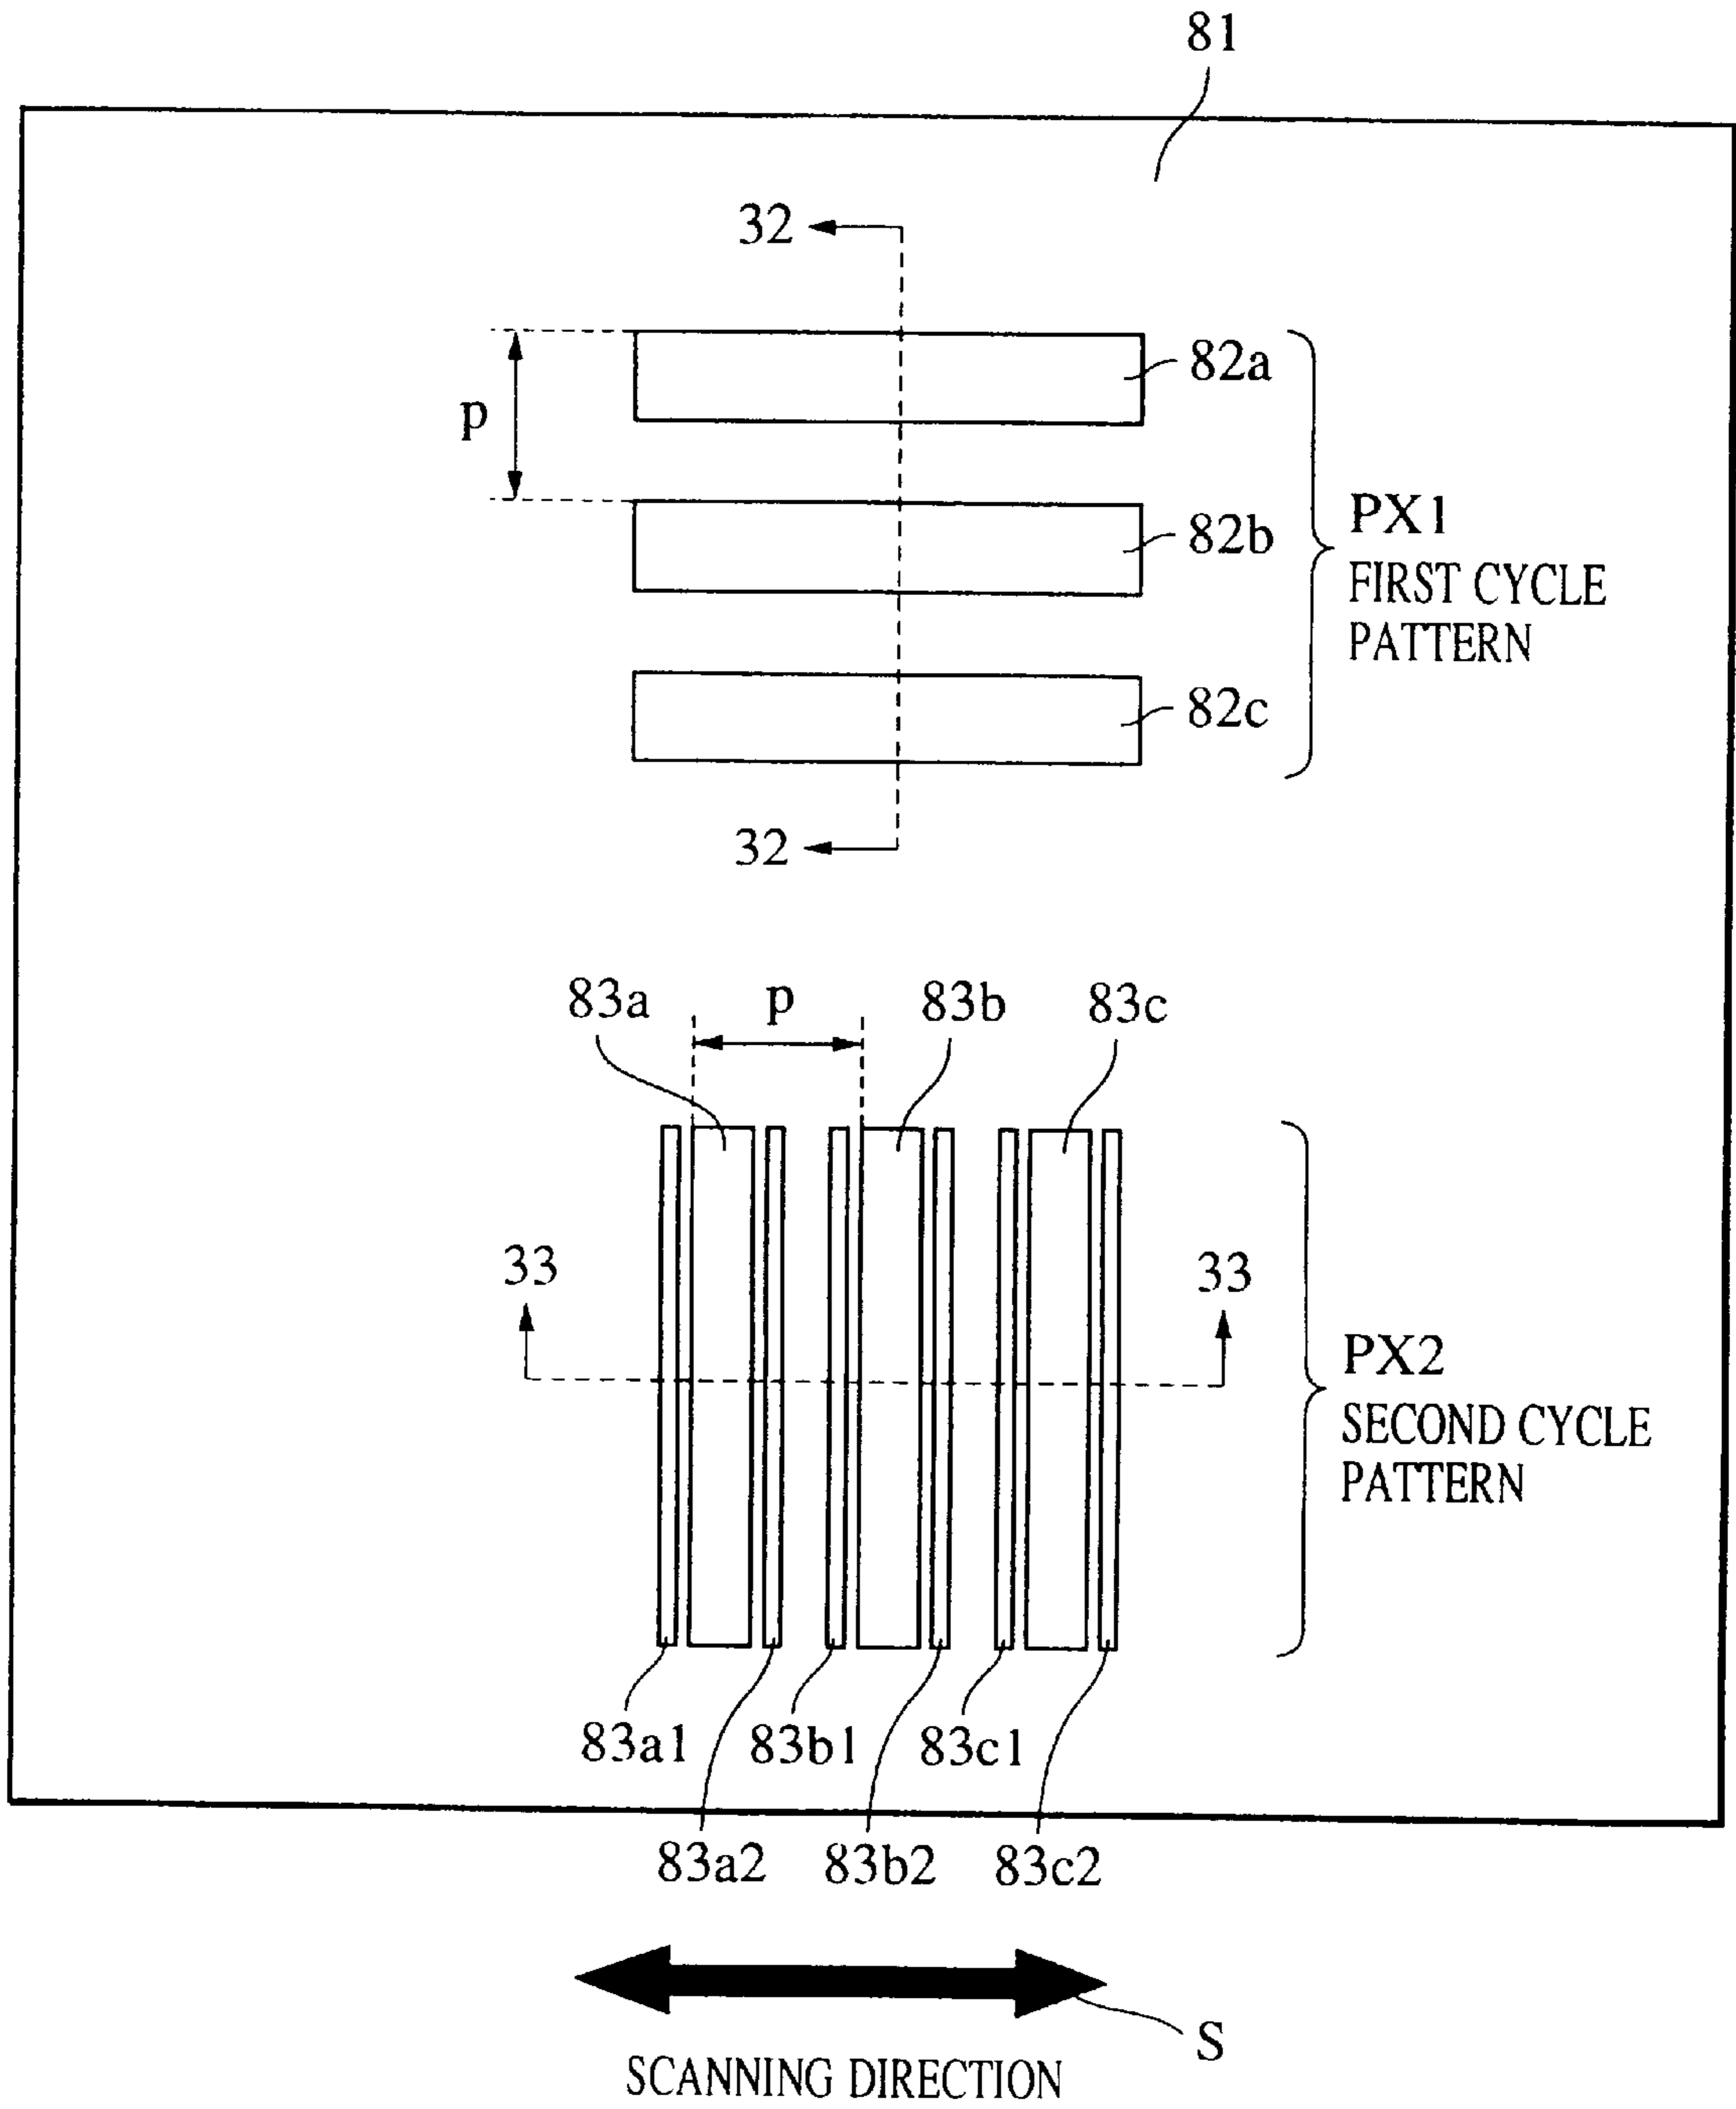 81
32
82a
p
82b
PX1
FIRST CYCLE
PATTERN
82c
32
83a
p
83b
83c
33
33
PX2
SECOND CYCLE
PATTERN
83a1
83b1
83c1
83a2
83b2
83c2
S
SCANNING DIRECTION